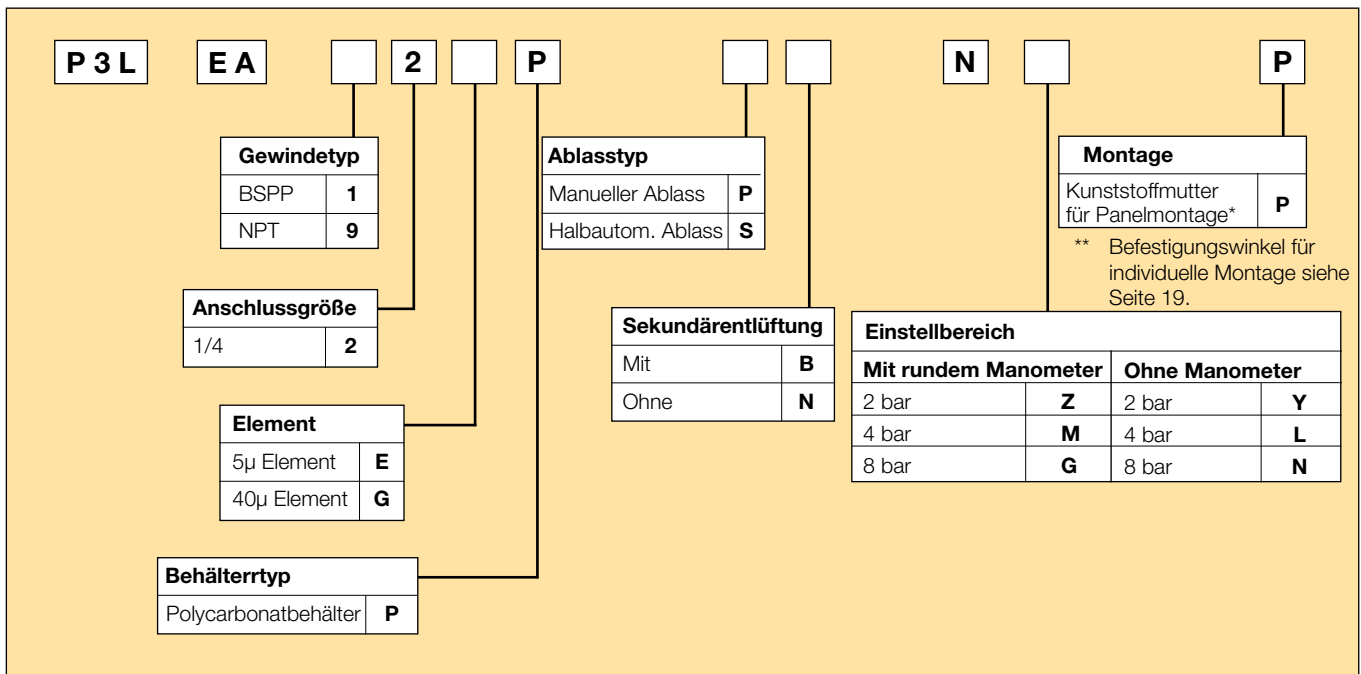 P 3 L E A 2 P N P
Gewindetyp
BSPP 1
NPT 9
Anschlussgröße
1/4 2
Element
5µ Element E
40µ Element G
Behälterrtyp
Polycarbonatbehälter P
Ablasstyp
Manueller Ablass P
Halbautom. Ablass S
Sekundärentlüftung
Mit B
Ohne N
Montage
Kunststoffmutter
für Panelmontage* P
** Befestigungswinkel für
individuelle Montage siehe
Seite 19.
Einstellbereich
Mit rundem Manometer Ohne Manometer
2 bar Z 2 bar Y
4 bar M 4 bar L
8 bar G 8 bar N